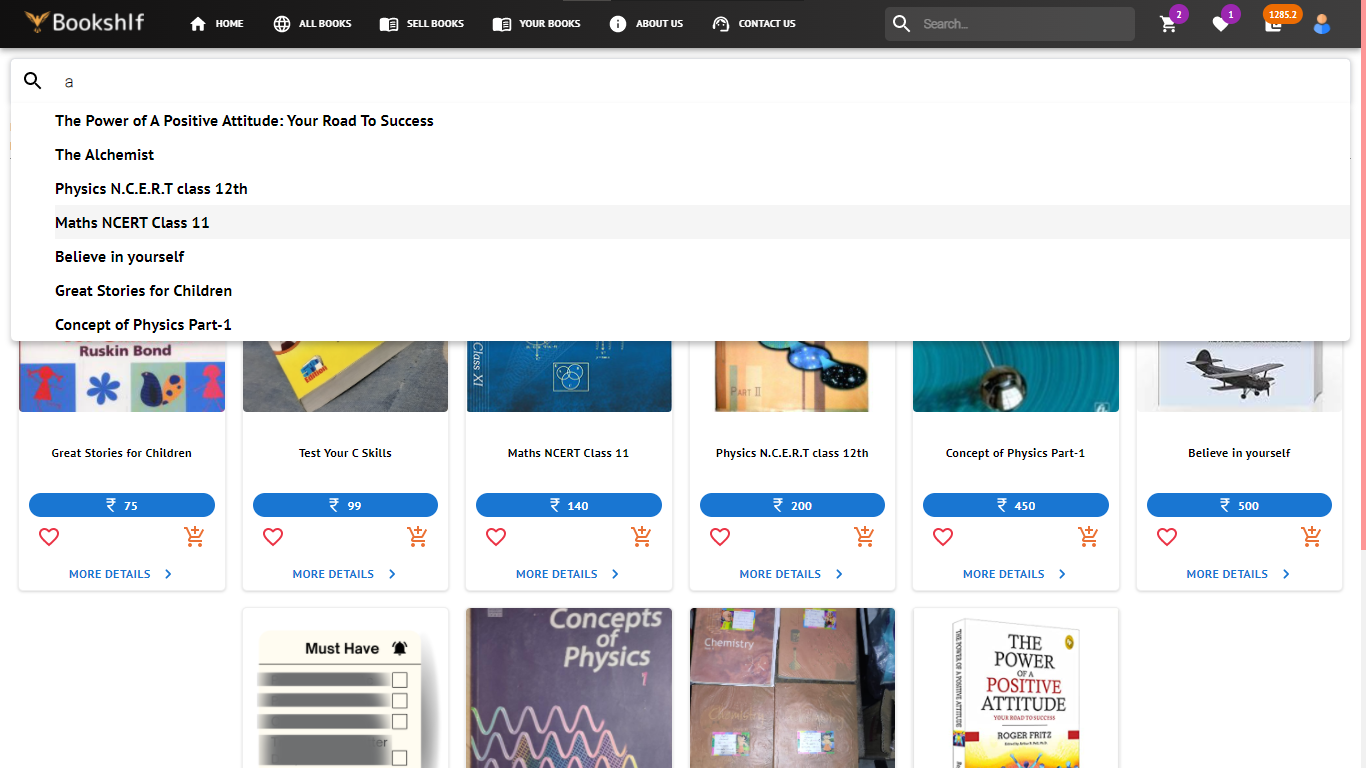 Bookshlf
HOME
ALL BOOKS
SELL BOOKS
YOUR BOOKS
ABOUT US
CONTACT US
Search...
2
1
1285.2
a
The Power of A Positive Attitude: Your Road To Success
The Alchemist
Physics N.C.E.R.T class 12th
Maths NCERT Class 11
Believe in yourself
Great Stories for Children
Concept of Physics Part-1
Ruskin Bond
Class XI
PART II
Great Stories for Children
Test Your C Skills
Maths NCERT Class 11
Physics N.C.E.R.T class 12th
Concept of Physics Part-1
Believe in yourself
₹ 75
₹ 99
₹ 140
₹ 200
₹ 450
₹ 500
MORE DETAILS
MORE DETAILS
MORE DETAILS
MORE DETAILS
MORE DETAILS
MORE DETAILS
Must Have
Concepts
of
Physics
1
Chemistry
THE POWER OF A POSITIVE ATTITUDE
THE
POWER
OF A
POSITIVE
ATTITUDE
YOUR ROAD TO SUCCESS
ROGER FRITZ